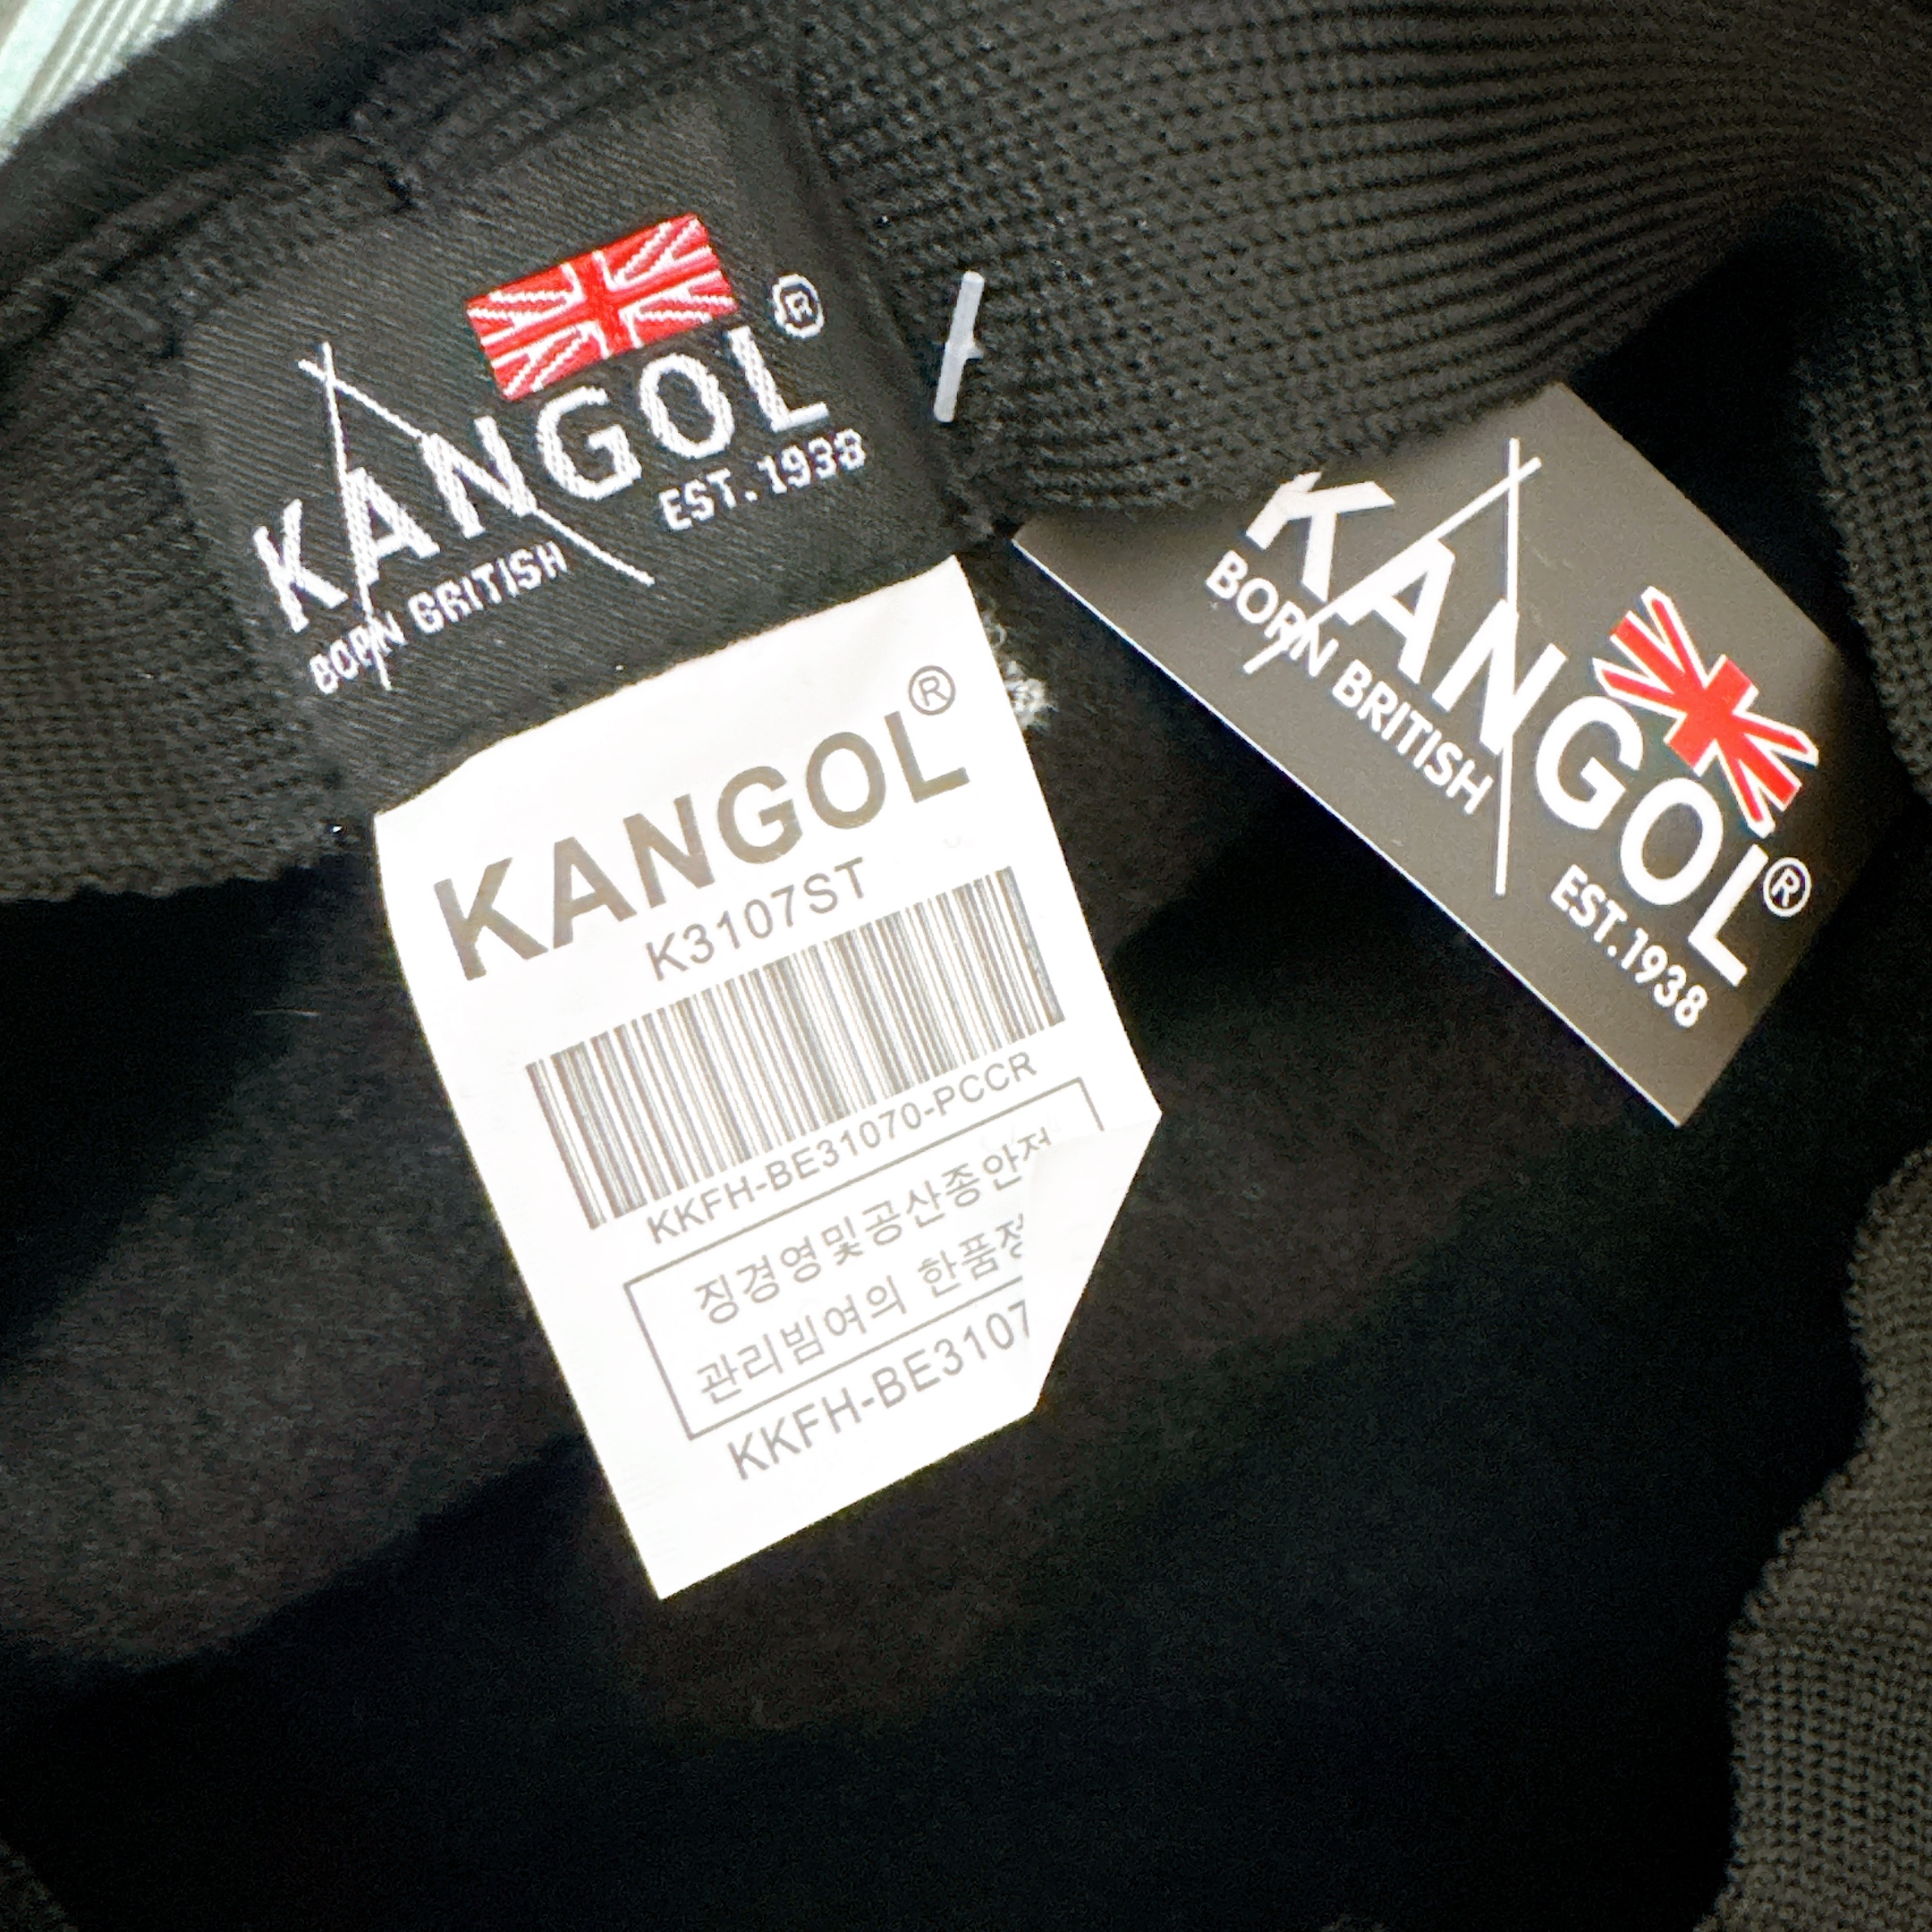 KANGOL®
BORN BRITISH
EST. 1938
KANGOL®
K3107ST
KKFH-BE31070-PCCR
징경영및공산종안저
관리빔여의 한품정
KKFH-BE3107
KANGOL®
BORN BRITISH
EST.1938